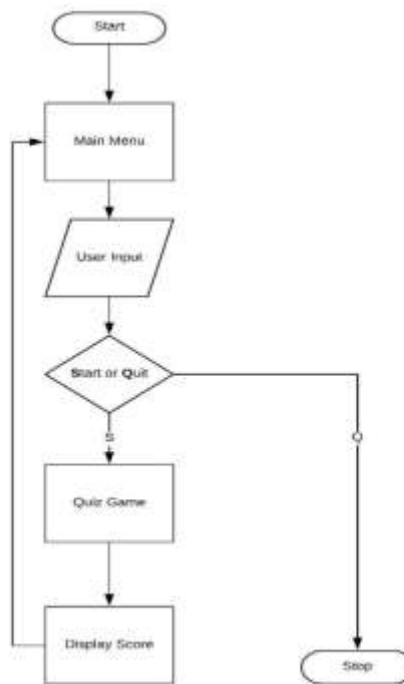 Start
Main Menu
User Input
Start or Quit
S
Q
Quiz Game
Display Score
Stop